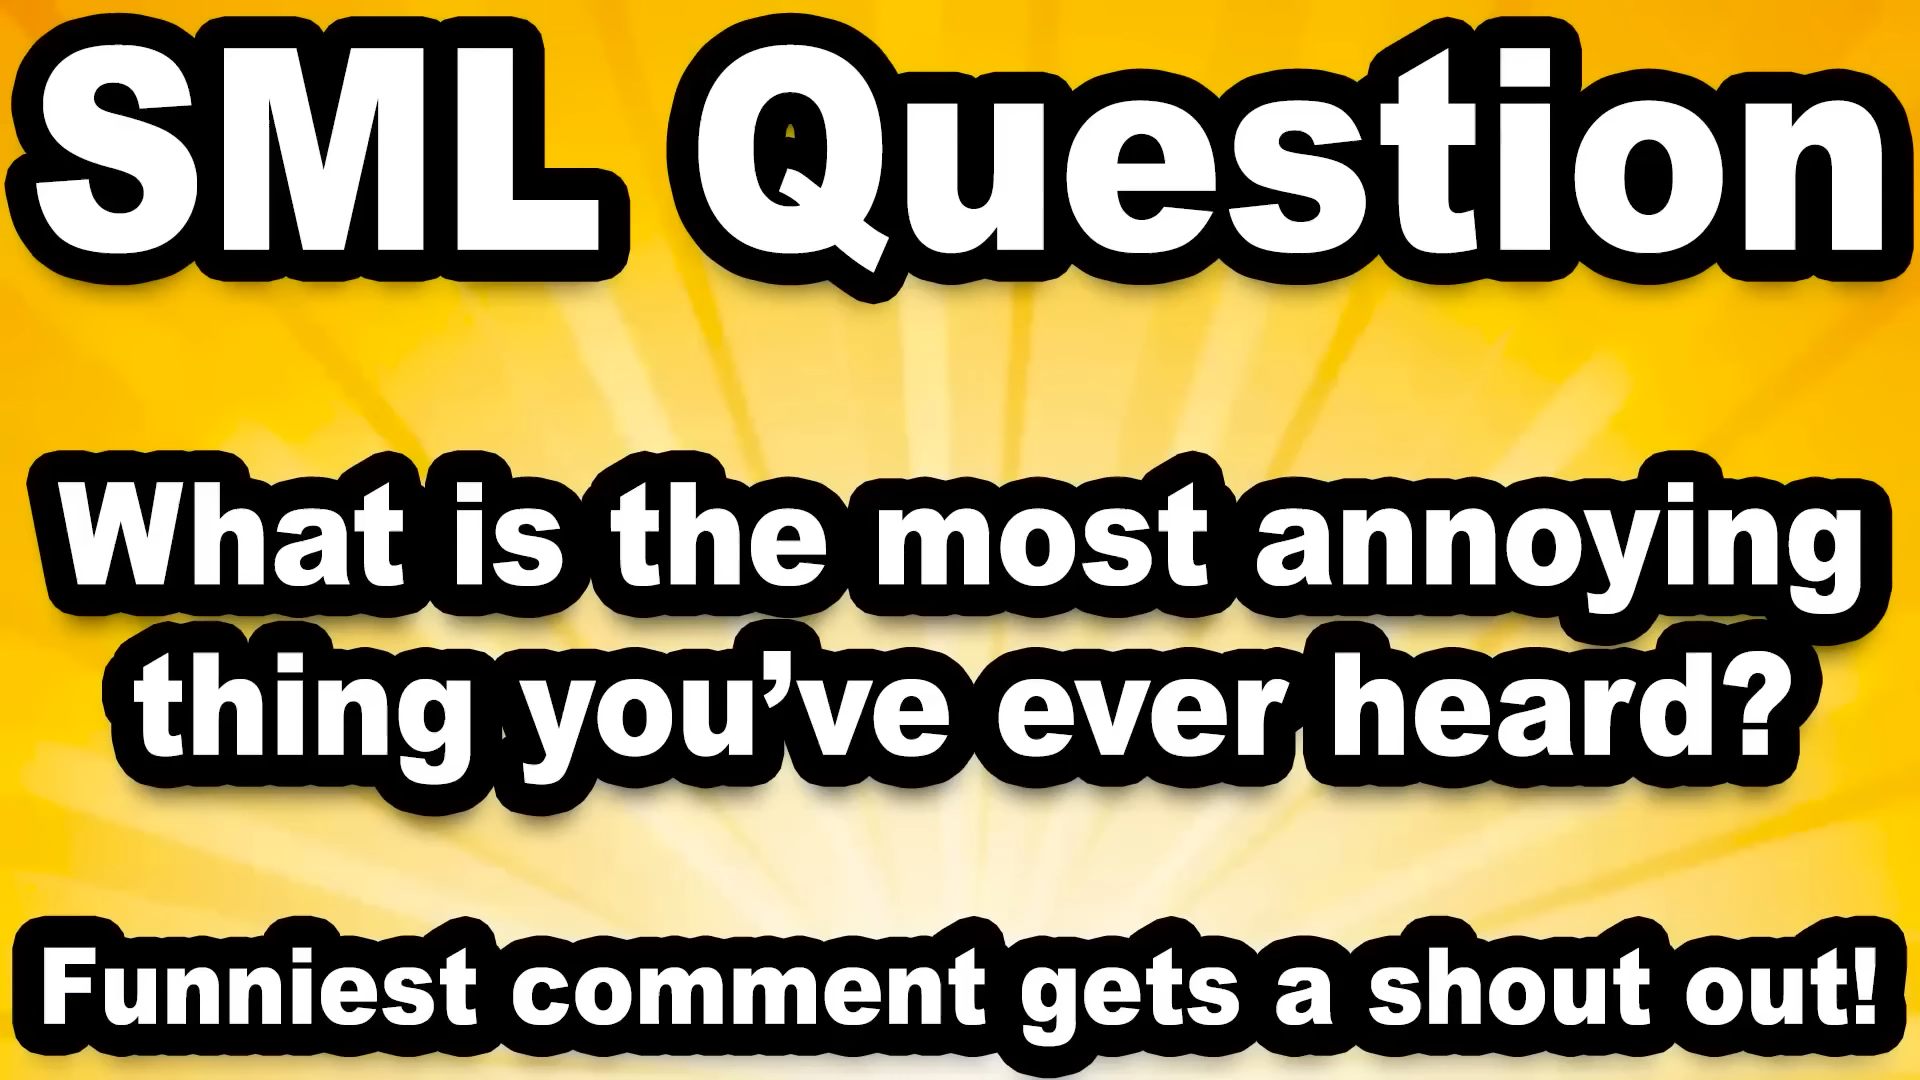 SML Question
What is the most annoying
thing you’ve ever heard?
Funniest comment gets a shout out!